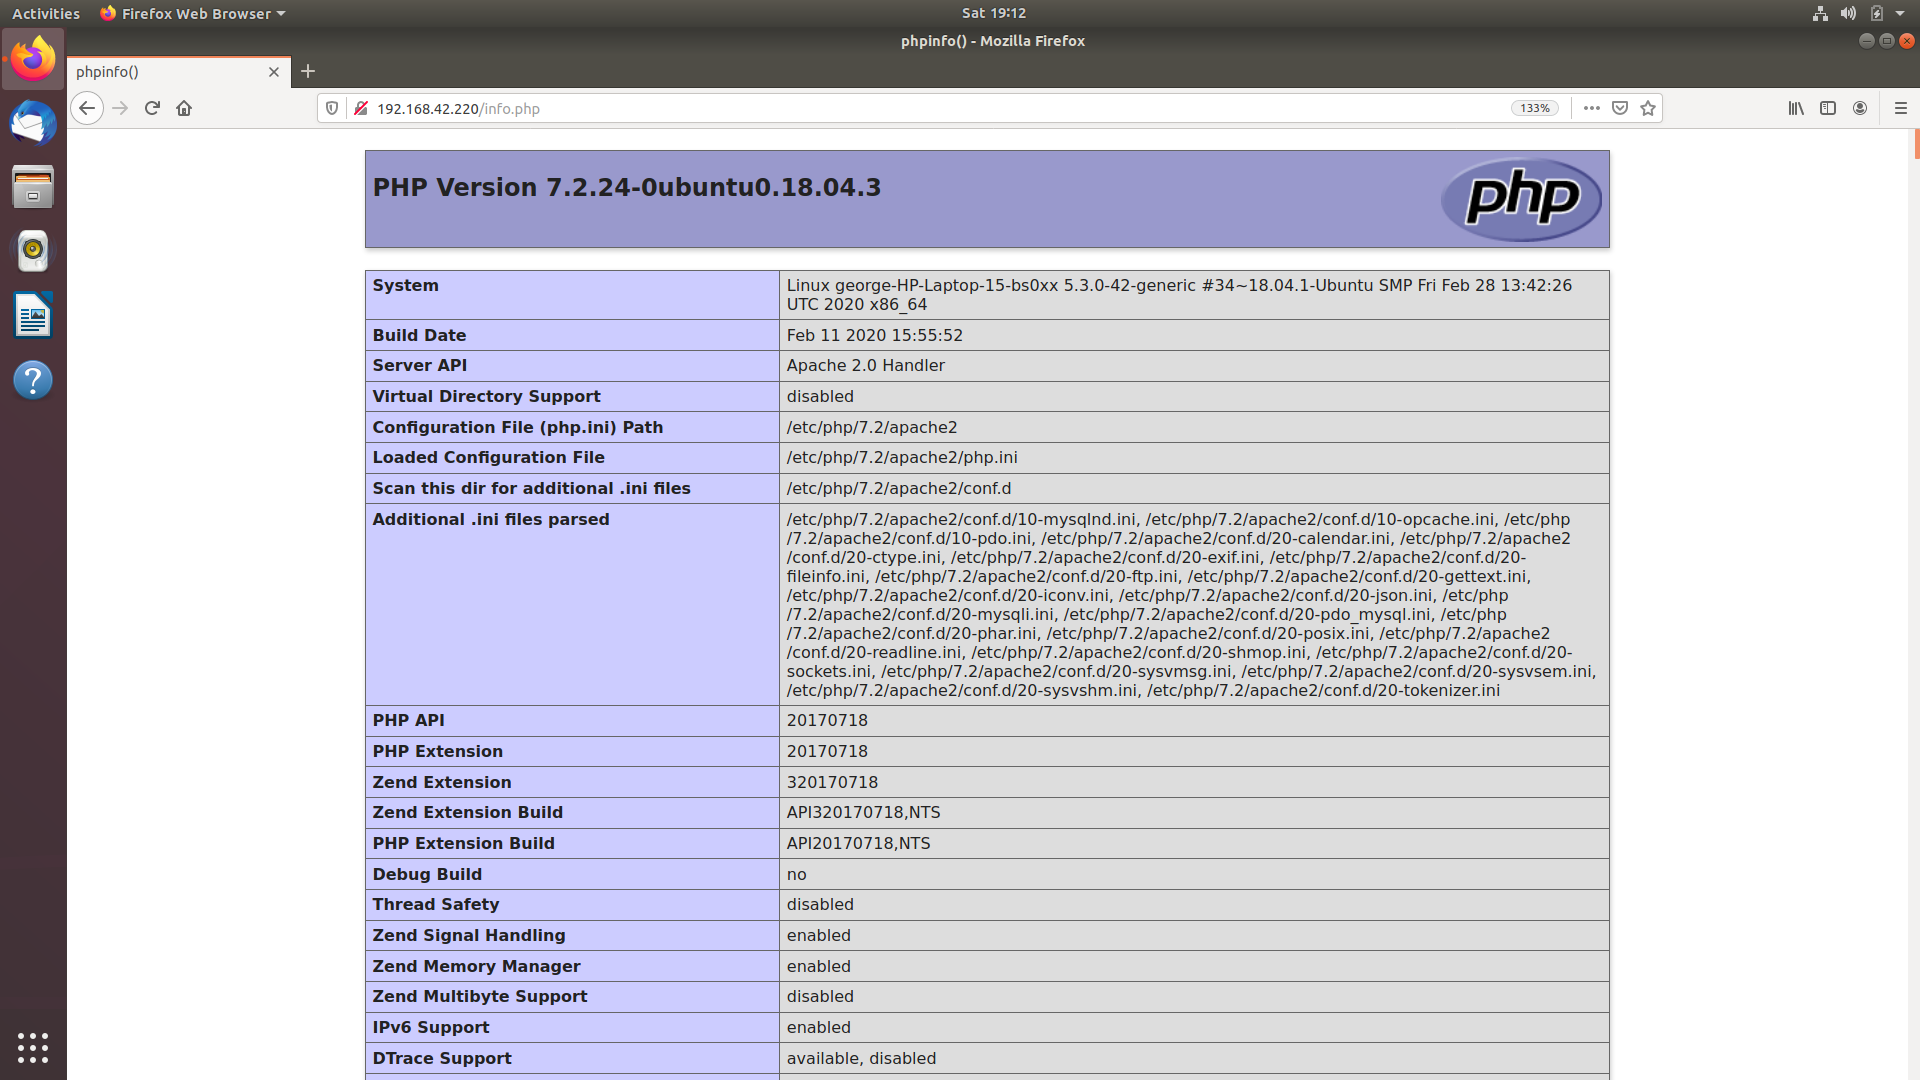 Activities
Firefox Web Browser
Sat 19:12
phpinfo() - Mozilla Firefox
phpinfo()
192.168.42.220/info.php
133%
PHP Version 7.2.24-0ubuntu0.18.04.3
php
System
Linux george-HP-Laptop-15-bs0xx 5.3.0-42-generic #34~18.04.1-Ubuntu SMP Fri Feb 28 13:42:26
UTC 2020 x86_64
Build Date
Feb 11 2020 15:55:52
Server API
Apache 2.0 Handler
Virtual Directory Support
disabled
Configuration File (php.ini) Path
/etc/php/7.2/apache2
Loaded Configuration File
/etc/php/7.2/apache2/php.ini
Scan this dir for additional .ini files
/etc/php/7.2/apache2/conf.d
Additional .ini files parsed
/etc/php/7.2/apache2/conf.d/10-mysqlnd.ini, /etc/php/7.2/apache2/conf.d/10-opcache.ini, /etc/php
/7.2/apache2/conf.d/10-pdo.ini, /etc/php/7.2/apache2/conf.d/20-calendar.ini, /etc/php/7.2/apache2
/conf.d/20-ctype.ini, /etc/php/7.2/apache2/conf.d/20-exif.ini, /etc/php/7.2/apache2/conf.d/20-
fileinfo.ini, /etc/php/7.2/apache2/conf.d/20-ftp.ini, /etc/php/7.2/apache2/conf.d/20-gettext.ini,
/etc/php/7.2/apache2/conf.d/20-iconv.ini, /etc/php/7.2/apache2/conf.d/20-json.ini, /etc/php
/7.2/apache2/conf.d/20-mysqli.ini, /etc/php/7.2/apache2/conf.d/20-pdo_mysql.ini, /etc/php
/7.2/apache2/conf.d/20-phar.ini, /etc/php/7.2/apache2/conf.d/20-posix.ini, /etc/php/7.2/apache2
/conf.d/20-readline.ini, /etc/php/7.2/apache2/conf.d/20-shmop.ini, /etc/php/7.2/apache2/conf.d/20-
sockets.ini, /etc/php/7.2/apache2/conf.d/20-sysvmsg.ini, /etc/php/7.2/apache2/conf.d/20-sysvsem.ini,
/etc/php/7.2/apache2/conf.d/20-sysvshm.ini, /etc/php/7.2/apache2/conf.d/20-tokenizer.ini
PHP API
20170718
PHP Extension
20170718
Zend Extension
320170718
Zend Extension Build
API320170718,NTS
PHP Extension Build
API20170718,NTS
Debug Build
no
Thread Safety
disabled
Zend Signal Handling
enabled
Zend Memory Manager
enabled
Zend Multibyte Support
disabled
IPv6 Support
enabled
DTrace Support
available, disabled